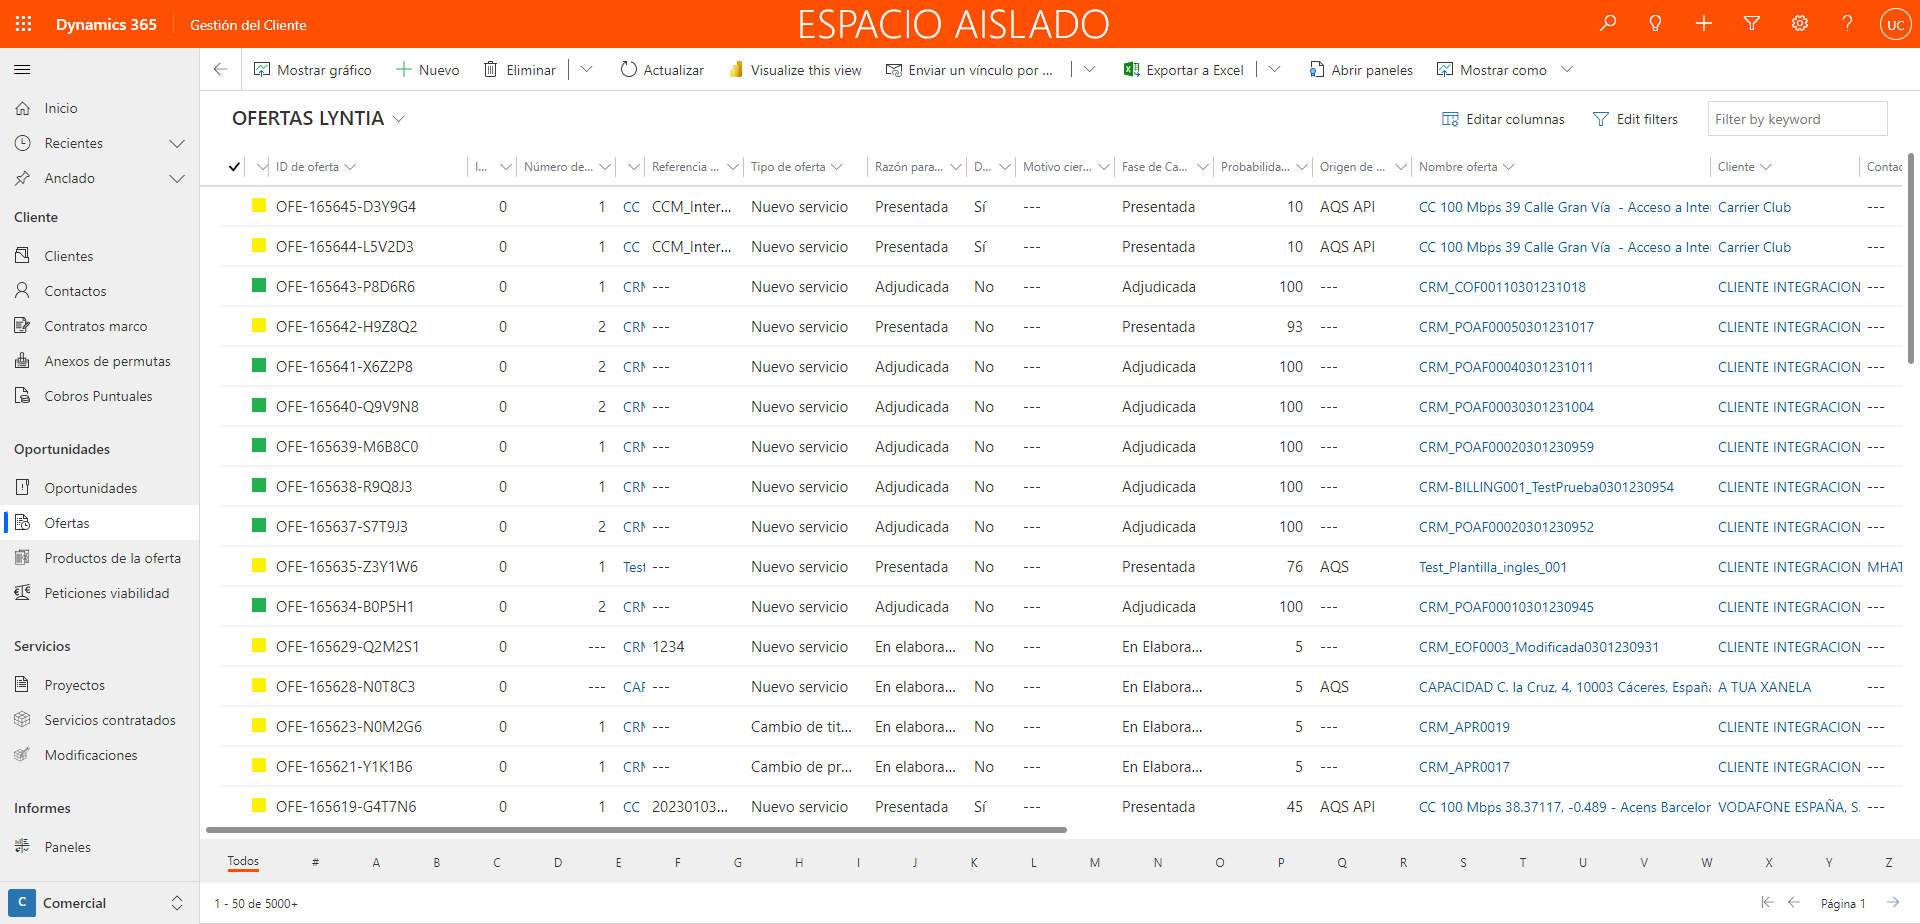 Dynamics 365
Gestión del Cliente
ESPACIO AISLADO
UC
Mostrar gráfico
Nuevo
Eliminar
Actualizar
Visualize this view
Enviar un vínculo por ...
Exportar a Excel
Abrir paneles
Mostrar como
Inicio
Recientes
Anclado
Cliente
Clientes
Contactos
Contratos marco
Anexos de permutas
Cobros Puntuales
Oportunidades
Oportunidades
Ofertas
Productos de la oferta
Peticiones viabilidad
Servicios
Proyectos
Servicios contratados
Modificaciones
Informes
Paneles
C Comercial
OFERTAS LYNTIA
Editar columnas
Edit filters
Filter by keyword
ID de oferta I... Número de... Referencia ... Tipo de oferta Razón para... D... Motivo cier... Fase de Ca... Probabilida... Origen de ... Nombre oferta Cliente Contac
OFE-165645-D3Y9G4 0 1 CC CCM_Inter... Nuevo servicio Presentada Sí --- Presentada 10 AQS API CC 100 Mbps 39 Calle Gran Vía - Acceso a Inter Carrier Club ---
OFE-165644-L5V2D3 0 1 CC CCM_Inter... Nuevo servicio Presentada Sí --- Presentada 10 AQS API CC 100 Mbps 39 Calle Gran Vía - Acceso a Inter Carrier Club ---
OFE-165643-P8D6R6 0 1 CRM --- Nuevo servicio Adjudicada No --- Adjudicada 100 --- CRM_COF00110301231018 CLIENTE INTEGRACION ---
OFE-165642-H9Z8Q2 0 2 CRM --- Nuevo servicio Presentada No --- Presentada 93 --- CRM_POAF00050301231017 CLIENTE INTEGRACION ---
OFE-165641-X6Z2P8 0 2 CRM --- Nuevo servicio Adjudicada No --- Adjudicada 100 --- CRM_POAF00040301231011 CLIENTE INTEGRACION ---
OFE-165640-Q9V9N8 0 2 CRM --- Nuevo servicio Adjudicada No --- Adjudicada 100 --- CRM_POAF00030301231004 CLIENTE INTEGRACION ---
OFE-165639-M6B8C0 0 1 CRM --- Nuevo servicio Adjudicada No --- Adjudicada 100 --- CRM_POAF00020301230959 CLIENTE INTEGRACION ---
OFE-165638-R9Q8J3 0 1 CRM --- Nuevo servicio Adjudicada No --- Adjudicada 100 --- CRM-BILLING001_TestPrueba0301230954 CLIENTE INTEGRACION ---
OFE-165637-S7T9J3 0 2 CRM --- Nuevo servicio Adjudicada No --- Adjudicada 100 --- CRM_POAF00020301230952 CLIENTE INTEGRACION ---
OFE-165635-Z3Y1W6 0 1 Test --- Nuevo servicio Presentada No --- Presentada 76 AQS Test_Plantilla_ingles_001 CLIENTE INTEGRACION MHAT
OFE-165634-B0P5H1 0 2 CRM --- Nuevo servicio Adjudicada No --- Adjudicada 100 --- CRM_POAF00010301230945 CLIENTE INTEGRACION ---
OFE-165629-Q2M2S1 0 --- CRM 1234 Nuevo servicio En elabora... No --- En Elabora... 5 --- CRM_EOF0003_Modificada0301230931 CLIENTE INTEGRACION ---
OFE-165628-N0T8C3 0 --- CAP --- Nuevo servicio En elabora... No --- En Elabora... 5 AQS CAPACIDAD C. la Cruz, 4, 10003 Cáceres, España A TUA XANELA ---
OFE-165623-N0M2G6 0 1 CRM --- Cambio de tit... En elabora... No --- En Elabora... 5 --- CRM_APR0019 CLIENTE INTEGRACION ---
OFE-165621-Y1K1B6 0 1 CRM --- Cambio de pr... En elabora... No --- En Elabora... 5 --- CRM_APR0017 CLIENTE INTEGRACION ---
OFE-165619-G4T7N6 0 1 CC 20230103... Nuevo servicio Presentada Sí --- Presentada 45 AQS API CC 100 Mbps 38.37117, -0.489 - Acens Barcelor VODAFONE ESPAÑA, S. ---
Todos # A B C D E F G H I J K L M N O P Q R S T U V W X Y Z
1 - 50 de 5000+
Página 1